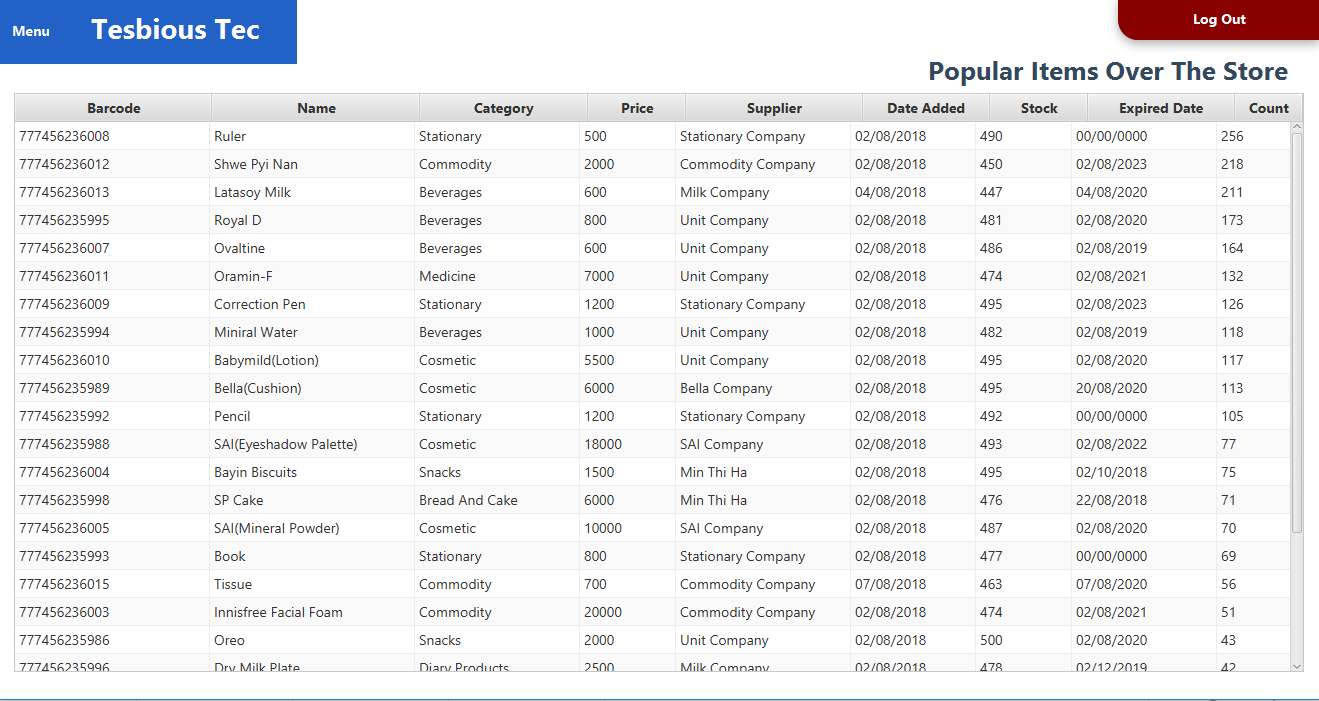 Menu Tesbious Tec Log Out
Popular Items Over The Store
Barcode Name Category Price Supplier Date Added Stock Expired Date Count
777456236008 Ruler Stationary 500 Stationary Company 02/08/2018 490 00/00/0000 256
777456236012 Shwe Pyi Nan Commodity 2000 Commodity Company 02/08/2018 450 02/08/2023 218
777456236013 Latasoy Milk Beverages 600 Milk Company 04/08/2018 447 04/08/2020 211
777456235995 Royal D Beverages 800 Unit Company 02/08/2018 481 02/08/2020 173
777456236007 Ovaltine Beverages 600 Unit Company 02/08/2018 486 02/08/2019 164
777456236011 Oramin-F Medicine 7000 Unit Company 02/08/2018 474 02/08/2021 132
777456236009 Correction Pen Stationary 1200 Stationary Company 02/08/2018 495 02/08/2023 126
777456235994 Miniral Water Beverages 1000 Unit Company 02/08/2018 482 02/08/2019 118
777456236010 Babymild(Lotion) Cosmetic 5500 Unit Company 02/08/2018 495 02/08/2020 117
777456235989 Bella(Cushion) Cosmetic 6000 Bella Company 02/08/2018 495 20/08/2020 113
777456235992 Pencil Stationary 1200 Stationary Company 02/08/2018 492 00/00/0000 105
777456235988 SAI(Eyeshadow Palette) Cosmetic 18000 SAI Company 02/08/2018 493 02/08/2022 77
777456236004 Bayin Biscuits Snacks 1500 Min Thi Ha 02/08/2018 495 02/10/2018 75
777456235998 SP Cake Bread And Cake 6000 Min Thi Ha 02/08/2018 476 22/08/2018 71
777456236005 SAI(Mineral Powder) Cosmetic 10000 SAI Company 02/08/2018 487 02/08/2020 70
777456235993 Book Stationary 800 Stationary Company 02/08/2018 477 00/00/0000 69
777456236015 Tissue Commodity 700 Commodity Company 07/08/2018 463 07/08/2020 56
777456236003 Innisfree Facial Foam Commodity 20000 Commodity Company 02/08/2018 474 02/08/2021 51
777456235986 Oreo Snacks 2000 Unit Company 02/08/2018 500 02/08/2020 43
777456235996 Dry Milk Plate Diary Products 2500 Milk Company 02/08/2018 478 02/12/2019 42